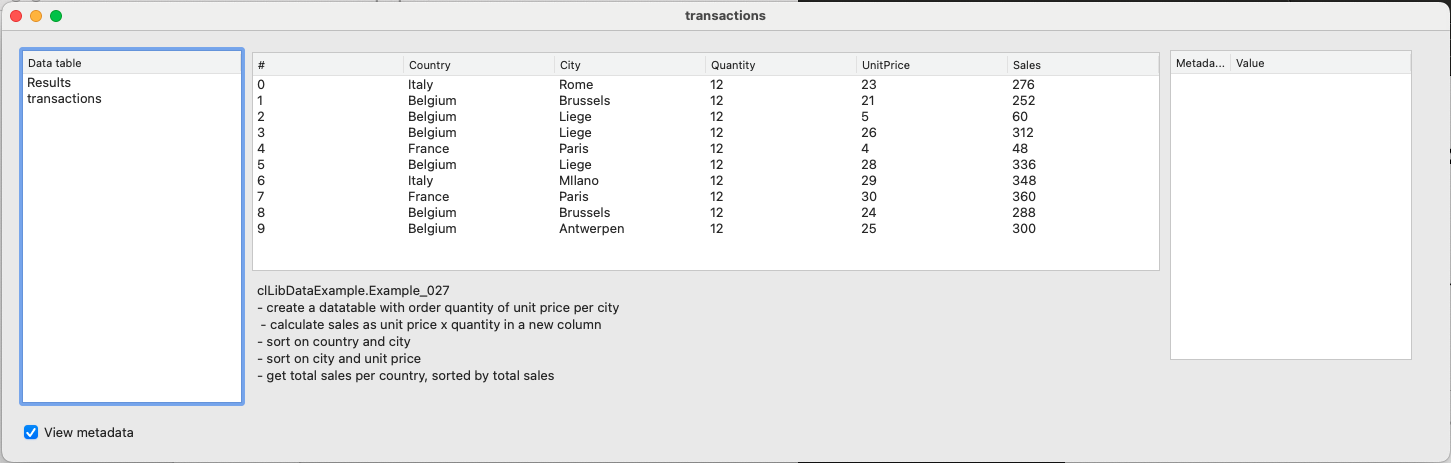 transactions
Data table
Results
transactions
# Country City Quantity UnitPrice Sales
0 Italy Rome 12 23 276
1 Belgium Brussels 12 21 252
2 Belgium Liege 12 5 60
3 Belgium Liege 12 26 312
4 France Paris 12 4 48
5 Belgium Liege 12 28 336
6 Italy MIlano 12 29 348
7 France Paris 12 30 360
8 Belgium Brussels 12 24 288
9 Belgium Antwerpen 12 25 300
Metada... Value
clLibDataExample.Example_027
- create a datatable with order quantity of unit price per city
- calculate sales as unit price x quantity in a new column
- sort on country and city
- sort on city and unit price
- get total sales per country, sorted by total sales
View metadata